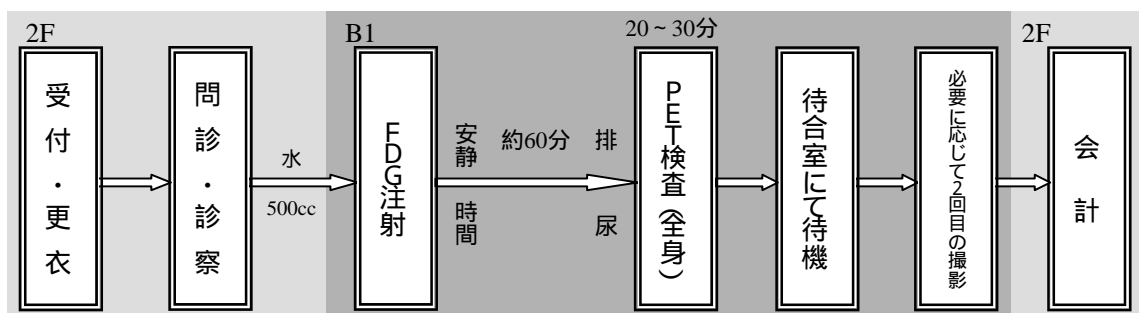 2F
受付・更衣
問診・診察
水
500cc
B1
FDG注射
安静
時間
約60分
排
尿
20~30分
PET検査(全身)
待合室にて待機
必要に応じて2回目の撮影
2F
会計